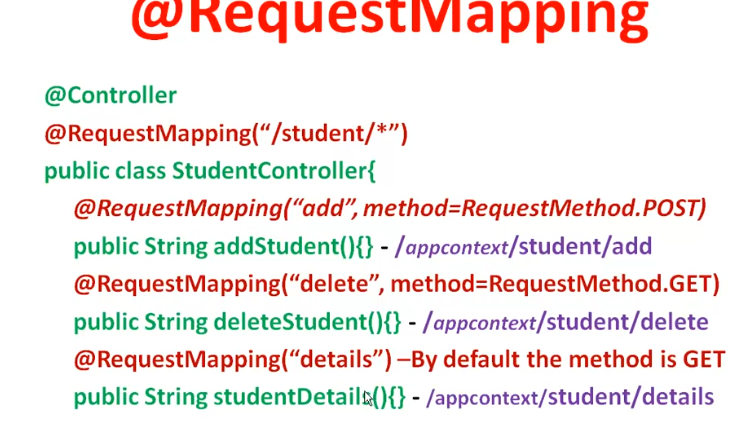 @RequestMapping
@Controller
@RequestMapping(“/student/*”)
public class StudentController{
@RequestMapping(“add”, method=RequestMethod.POST)
public String addStudent(){} - /appcontext/student/add
@RequestMapping(“delete”, method=RequestMethod.GET)
public String deleteStudent(){} - /appcontext/student/delete
@RequestMapping(“details”) –By default the method is GET
public String studentDetails(){} - /appcontext/student/details